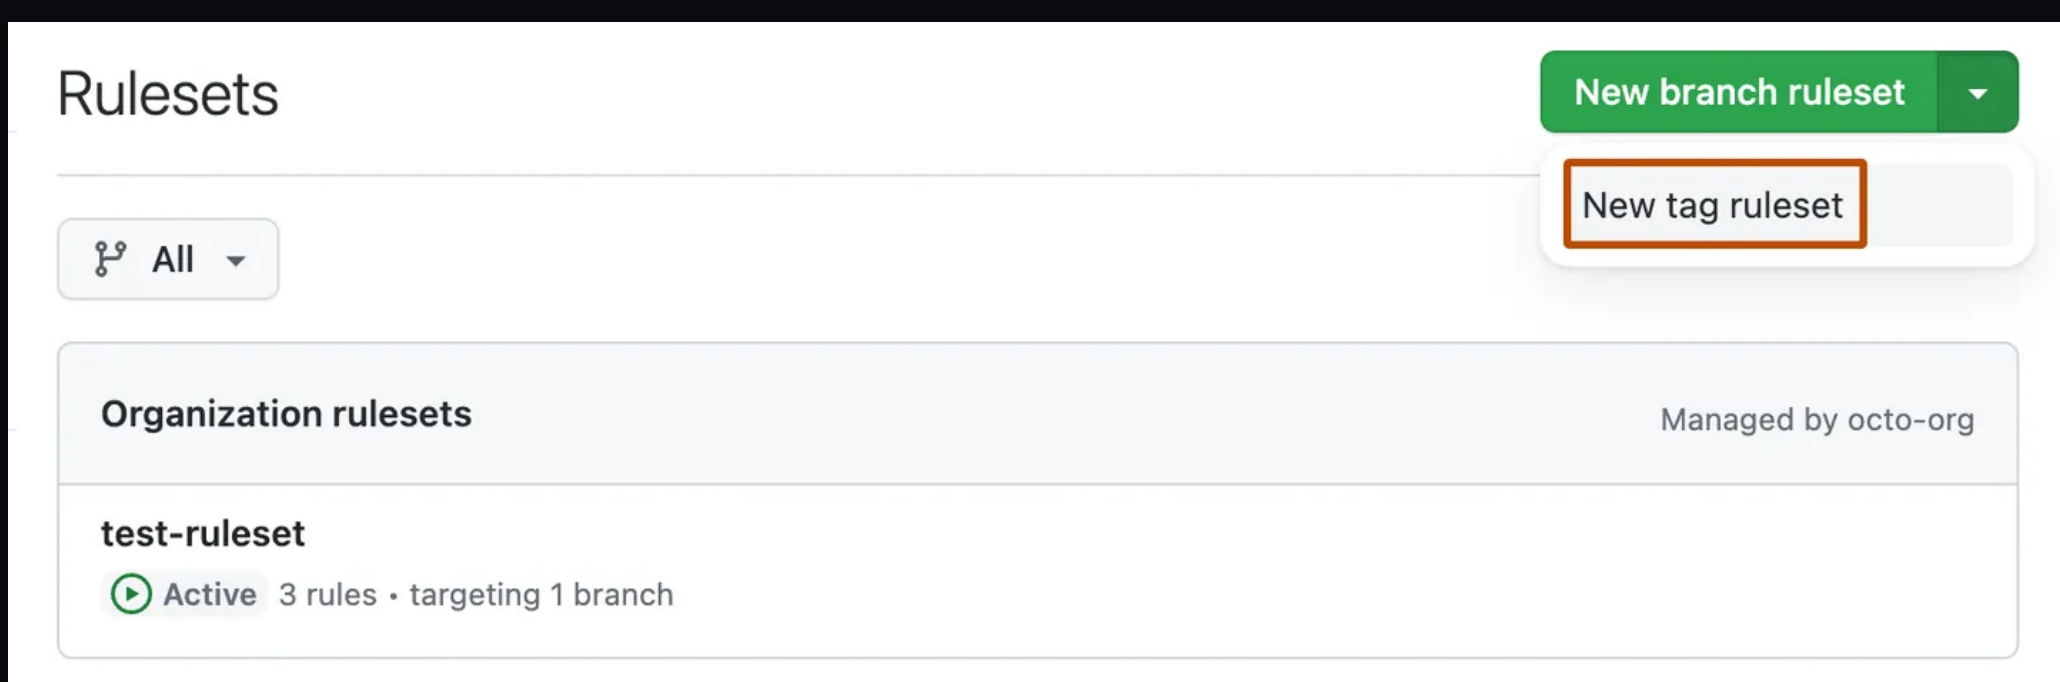 Rulesets
New branch ruleset
New tag ruleset
All
Organization rulesets
Managed by octo-org
test-ruleset
Active 3 rules • targeting 1 branch